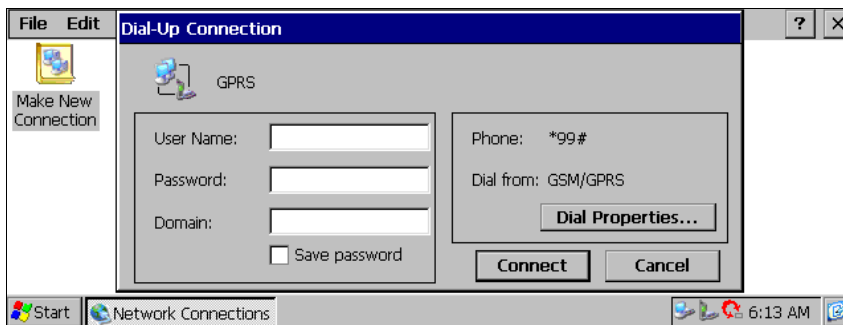 File Edit
Dial-Up Connection
? ×
Make New
Connection
GPRS
User Name:
Password:
Domain:
Save password
Phone: *99#
Dial from: GSM/GPRS
Dial Properties...
Connect
Cancel
Start
Network Connections
6:13 AM